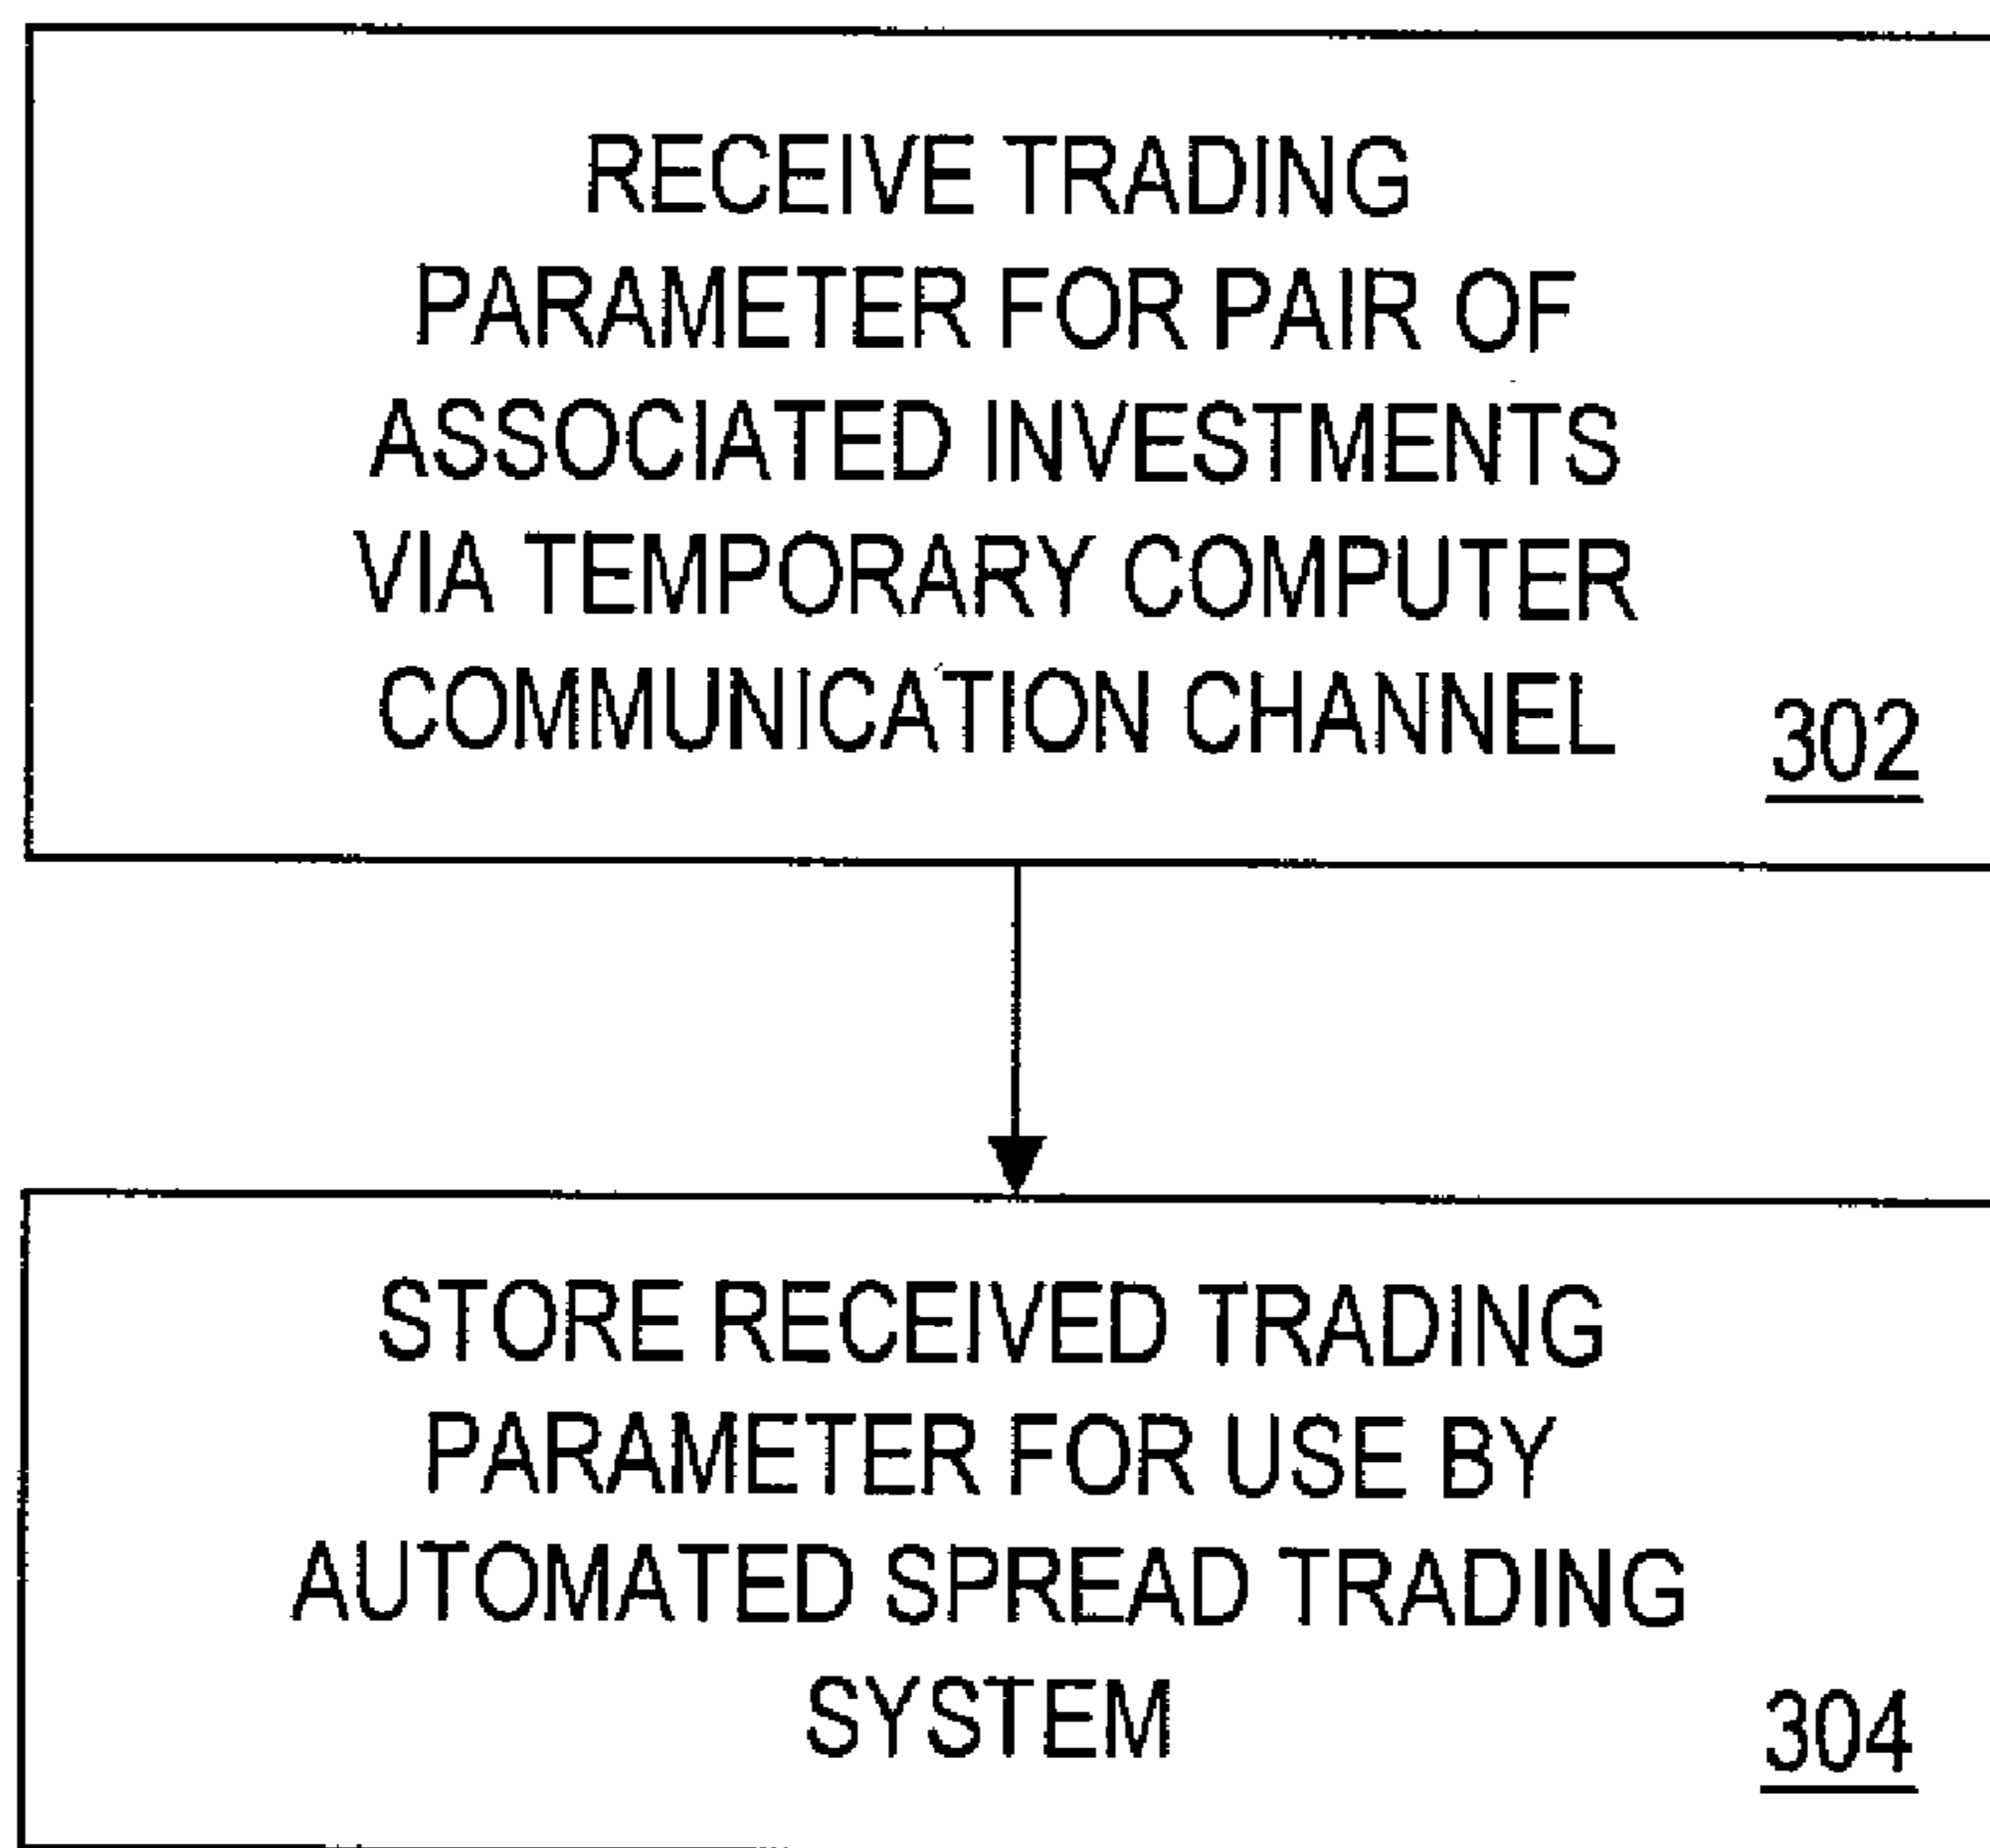 RECEIVE TRADING
PARAMETER FOR PAIR OF
ASSOCIATED INVESTMENTS
VIA TEMPORARY COMPUTER
COMMUNICATION CHANNEL
302
STORE RECEIVED TRADING
PARAMETER FOR USE BY
AUTOMATED SPREAD TRADING
SYSTEM
304